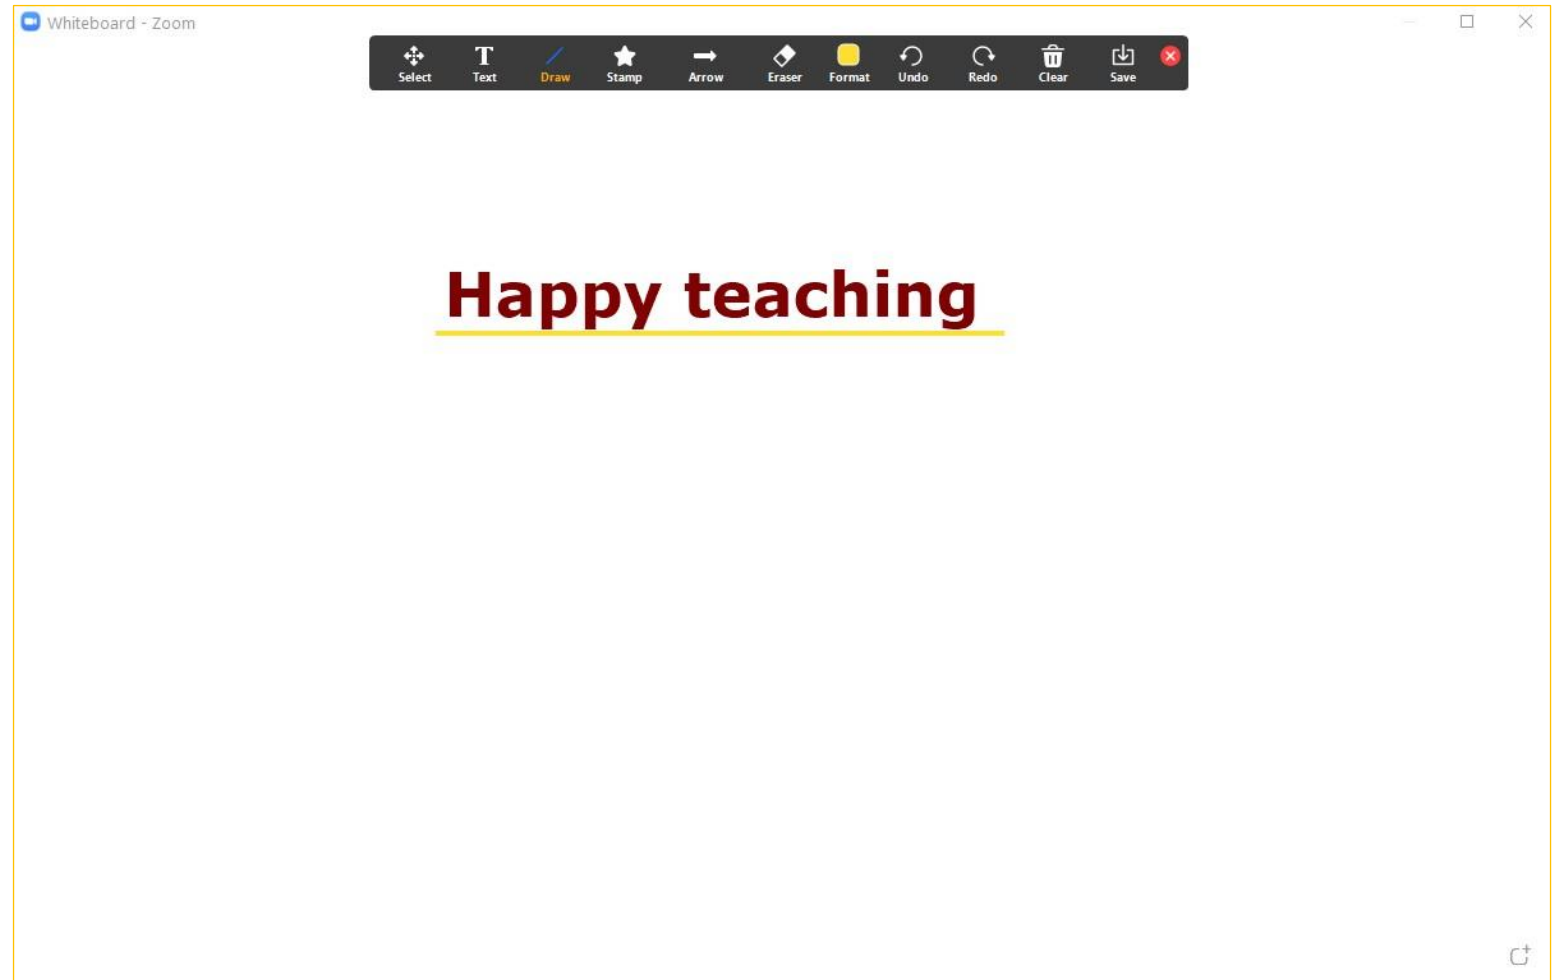 Whiteboard - Zoom
Select Text Draw Stamp Arrow Eraser Format Undo Redo Clear Save
Happy teaching